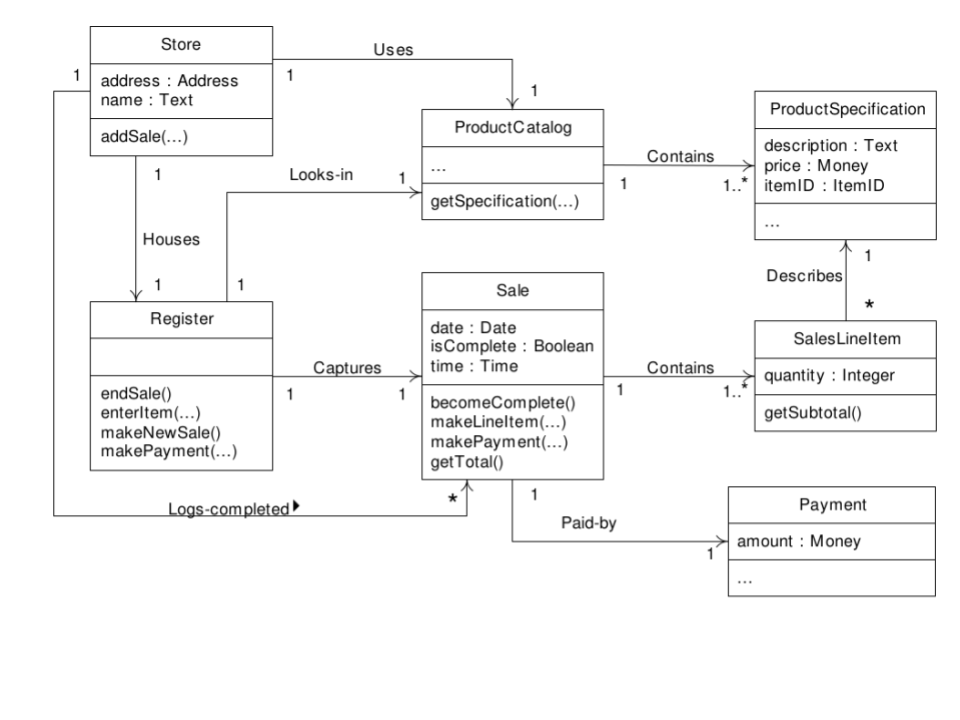 Store
address : Address
name : Text
addSale(...)
1
1
Uses
1
ProductCatalog
...
getSpecification(...)
1
Contains
1..*
ProductSpecification
description : Text
price : Money
itemID : ItemID
...
1
Houses
1
Looks-in
1
1
Describes
1
*
Register
endSale()
enterItem(...)
makeNewSale()
makePayment(...)
Captures
1
1
Sale
date : Date
isComplete : Boolean
time : Time
becomeComplete()
makeLineItem(...)
makePayment(...)
getTotal()
Contains
1
1..*
SalesLineItem
quantity : Integer
getSubtotal()
Logs-completed
*
1
Paid-by
1
Payment
amount : Money
...